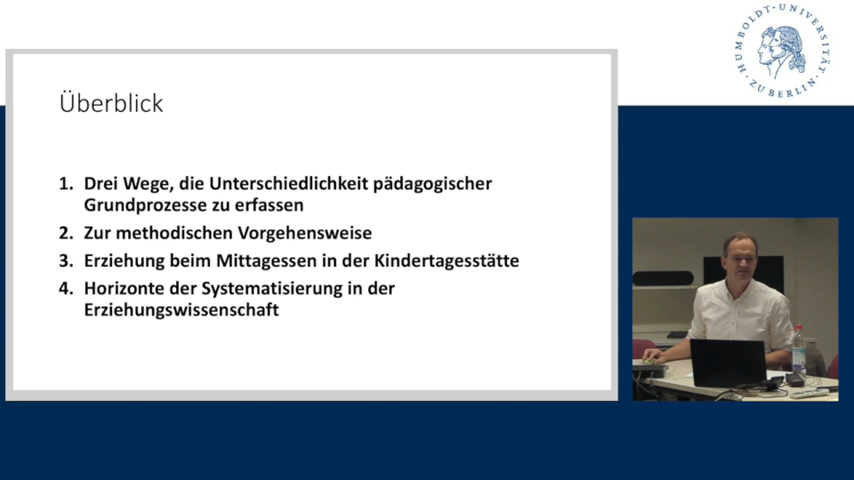 HUMBOLDT-UNIVERSITÄT
ZU BERLIN
Überblick
1. Drei Wege, die Unterschiedlichkeit pädagogischer
Grundprozesse zu erfassen
2. Zur methodischen Vorgehensweise
3. Erziehung beim Mittagessen in der Kindertagesstätte
4. Horizonte der Systematisierung in der
Erziehungswissenschaft